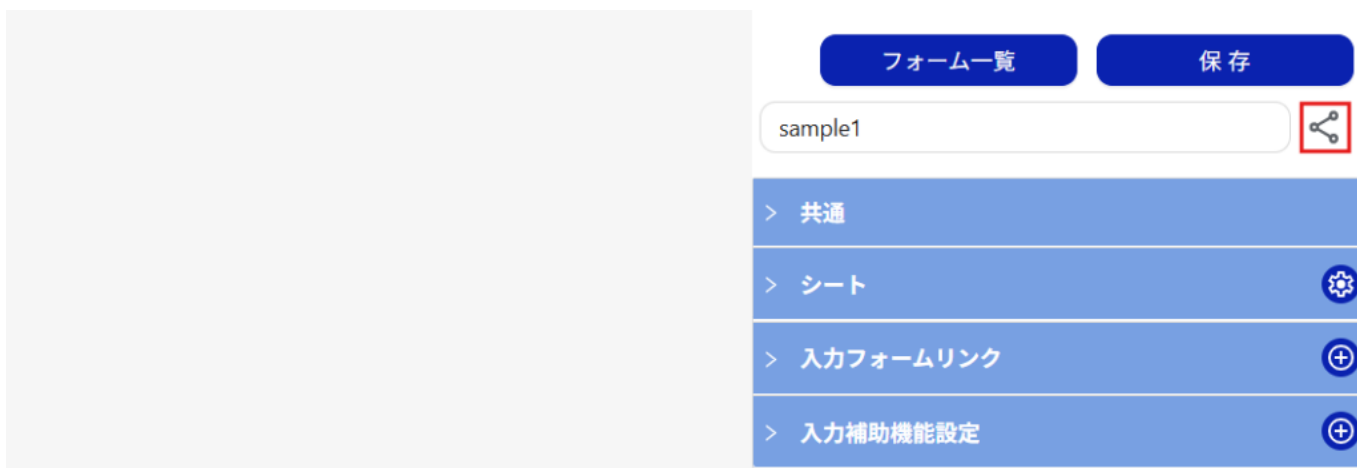 フォーム一覧 保存
sample1
共通
シート
入力フォームリンク
入力補助機能設定